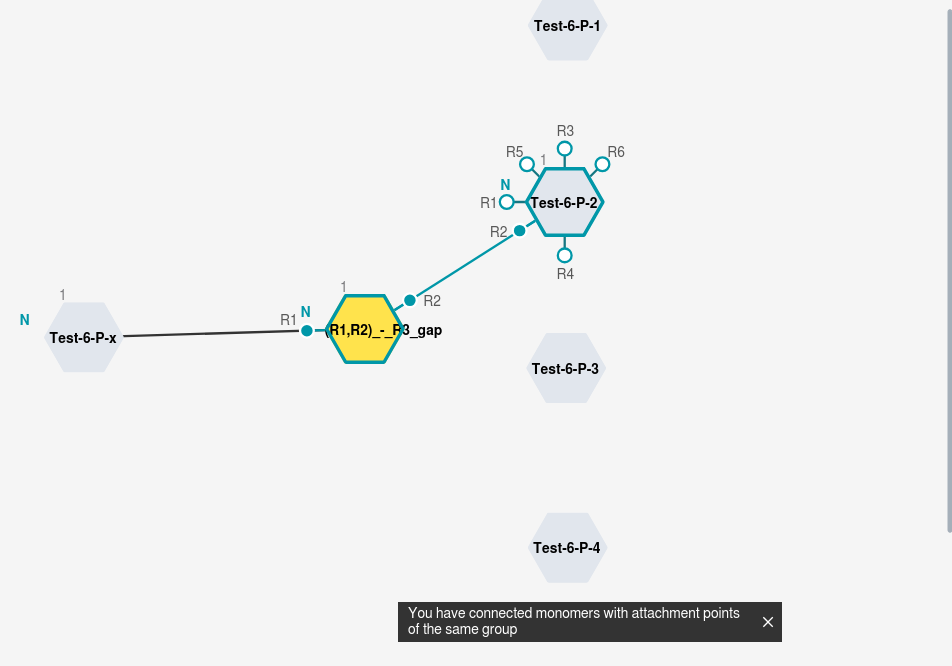 Test-6-P-1
R3
R5
1
R6
N
R1
Test-6-P-2
R2
R4
1
1
R2
N
N
R1
Test-6-P-x
(R1,R2)_-_R3_gap
Test-6-P-3
Test-6-P-4
You have connected monomers with attachment points
of the same group